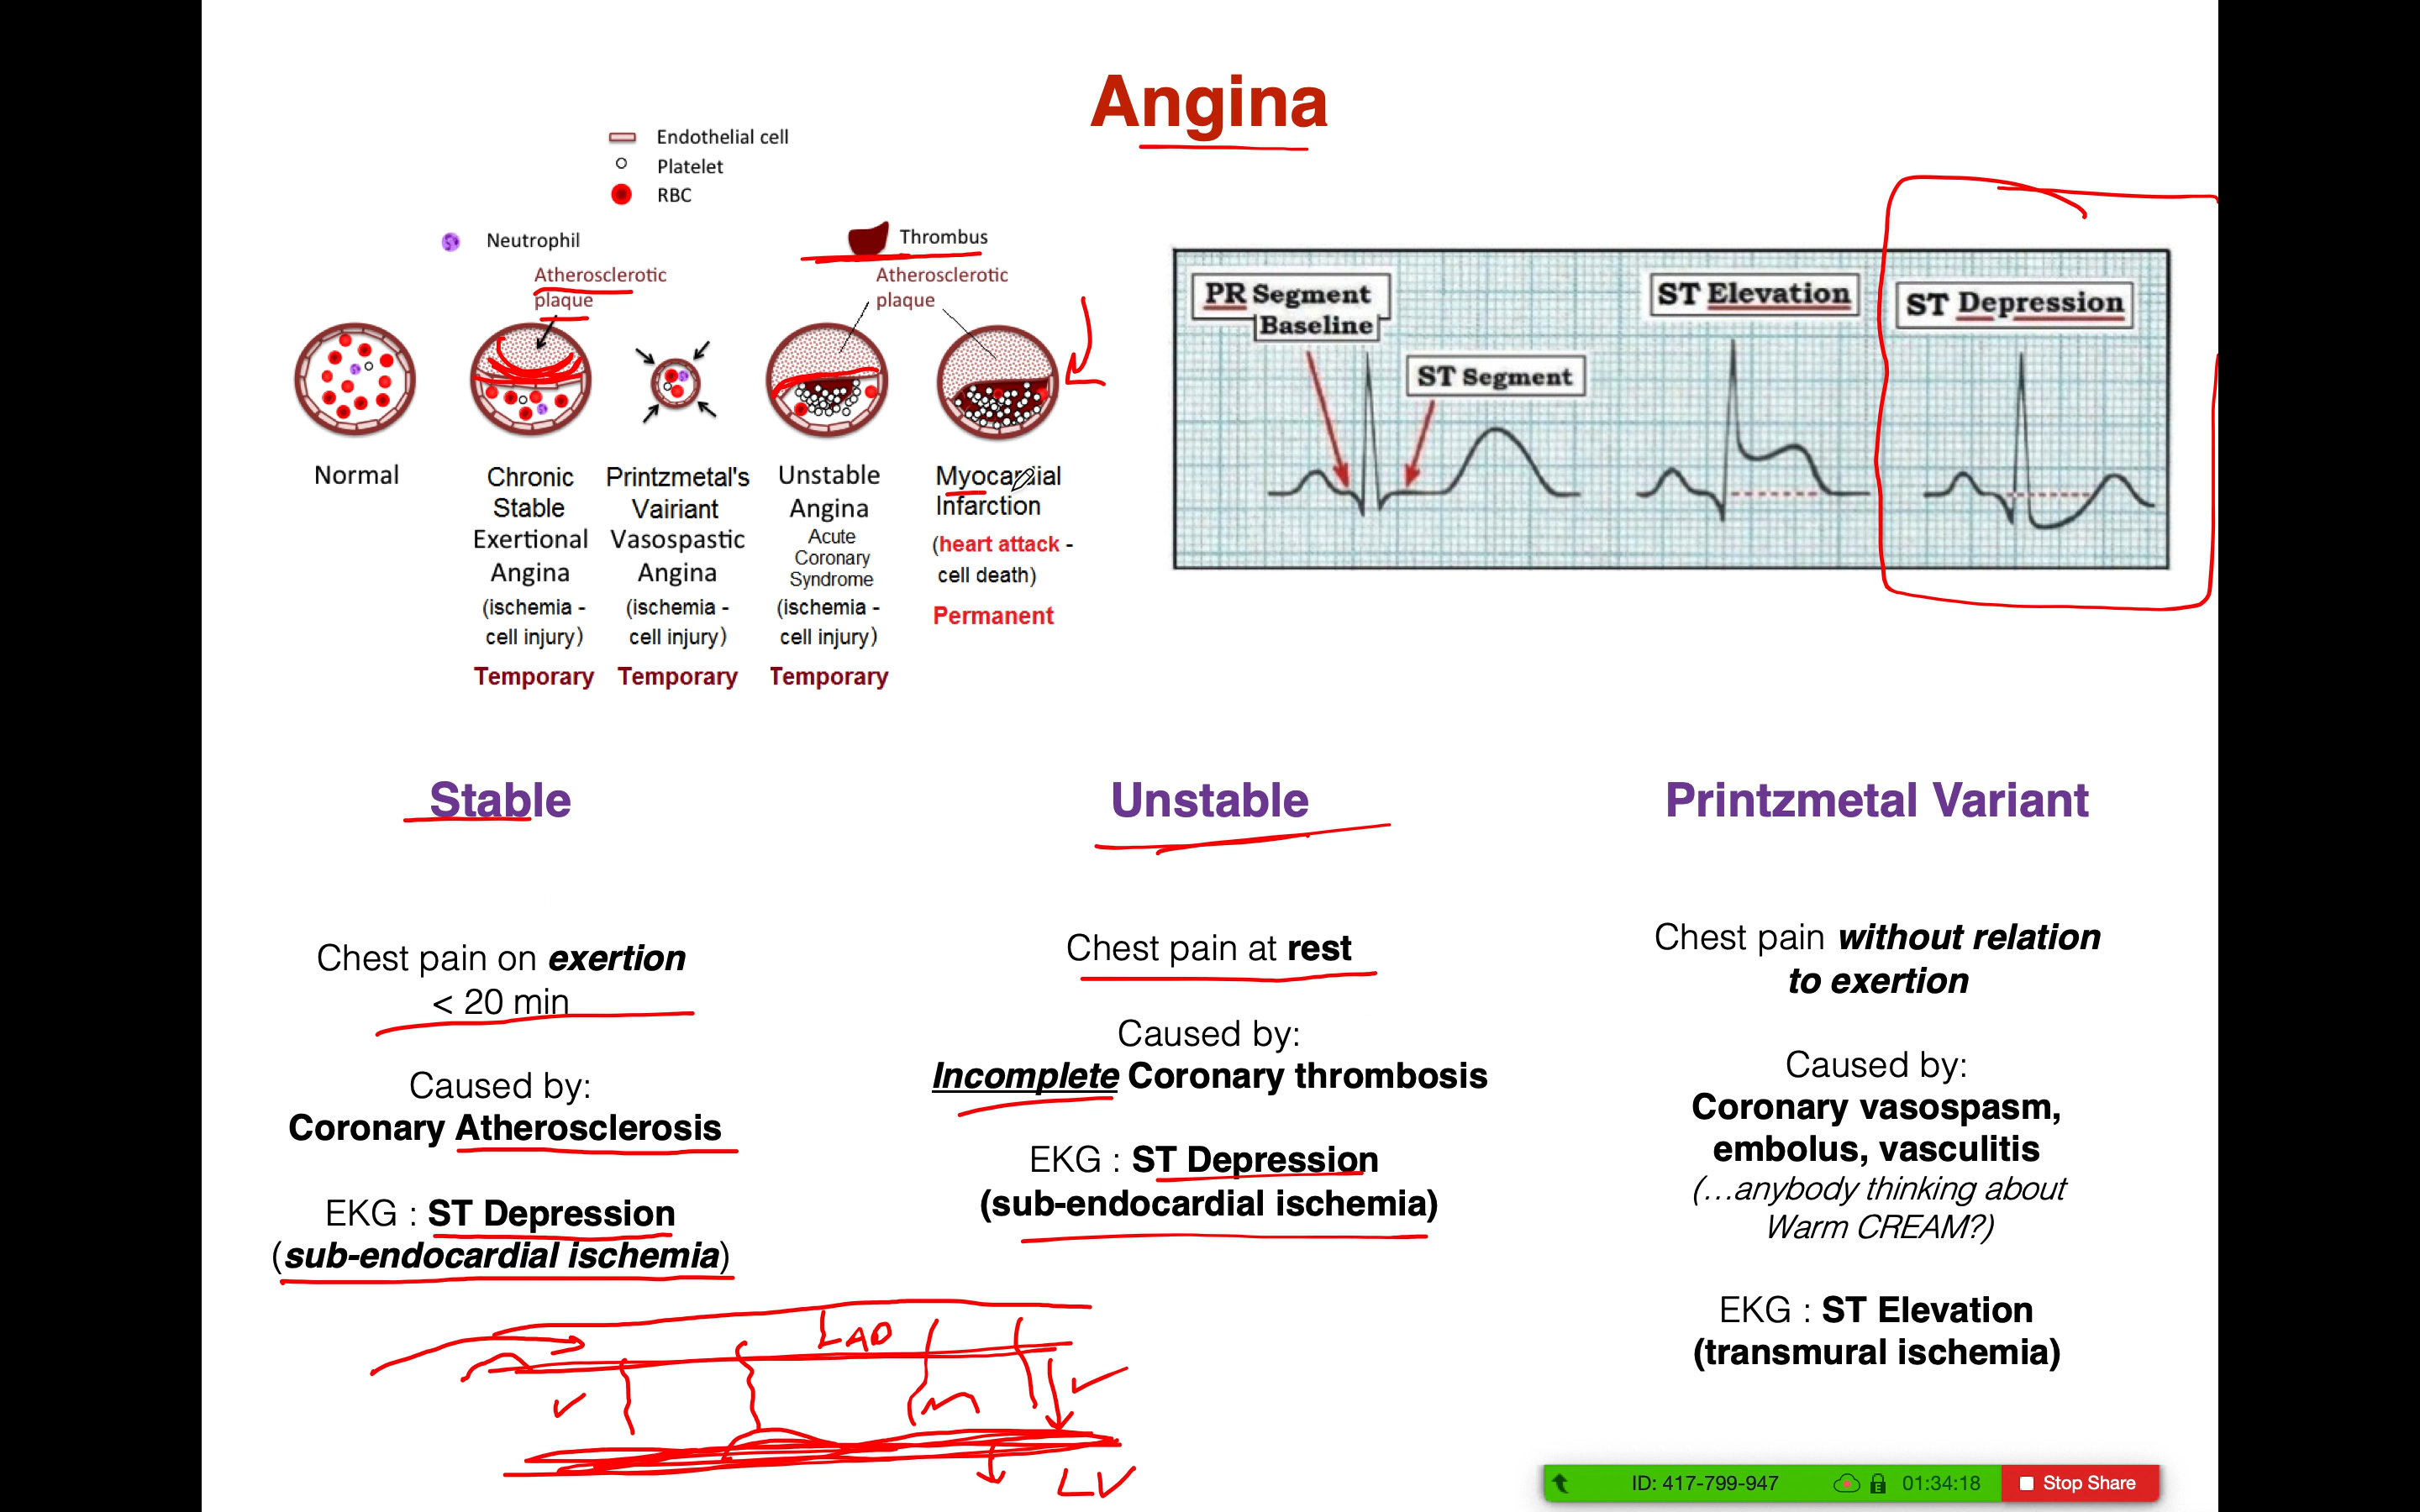 Angina
Endothelial cell
Platelet
RBC
Neutrophil
Thrombus
Atherosclerotic
plaque
Atherosclerotic
plaque
Normal
Chronic
Stable
Exertional
Angina
(ischemia -
cell injury)
Temporary
Printzmetal's
Vairiant
Vasospastic
Angina
(ischemia -
cell injury)
Temporary
Unstable
Angina
Acute
Coronary
Syndrome
(ischemia -
cell injury)
Temporary
Myocardial
Infarction
(heart attack -
cell death)
Permanent
PR Segment
Baseline
ST Segment
ST Elevation
ST Depression
Stable
Chest pain on exertion
< 20 min
Caused by:
Coronary Atherosclerosis
EKG : ST Depression
(sub-endocardial ischemia)
Unstable
Chest pain at rest
Caused by:
Incomplete Coronary thrombosis
EKG : ST Depression
(sub-endocardial ischemia)
Printzmetal Variant
Chest pain without relation
to exertion
Caused by:
Coronary vasospasm,
embolus, vasculitis
(...anybody thinking about
Warm CREAM?)
EKG : ST Elevation
(transmural ischemia)
LAD
LV
ID: 417-799-947
01:34:18
Stop Share